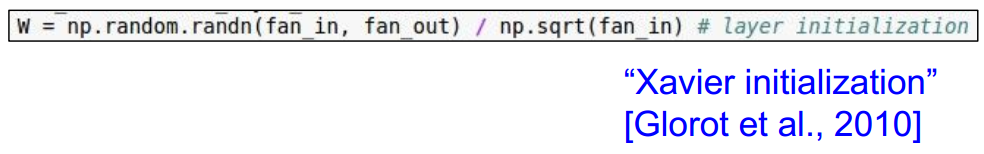 W = np.random.randn(fan_in, fan_out) / np.sqrt(fan_in) # layer initialization
“Xavier initialization”
[Glorot et al., 2010]